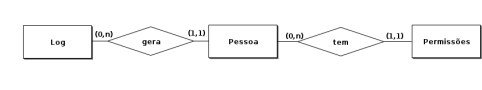 Log
(0,n)
gera
(1,1)
Pessoa
(0,n)
tem
(1,1)
Permissões